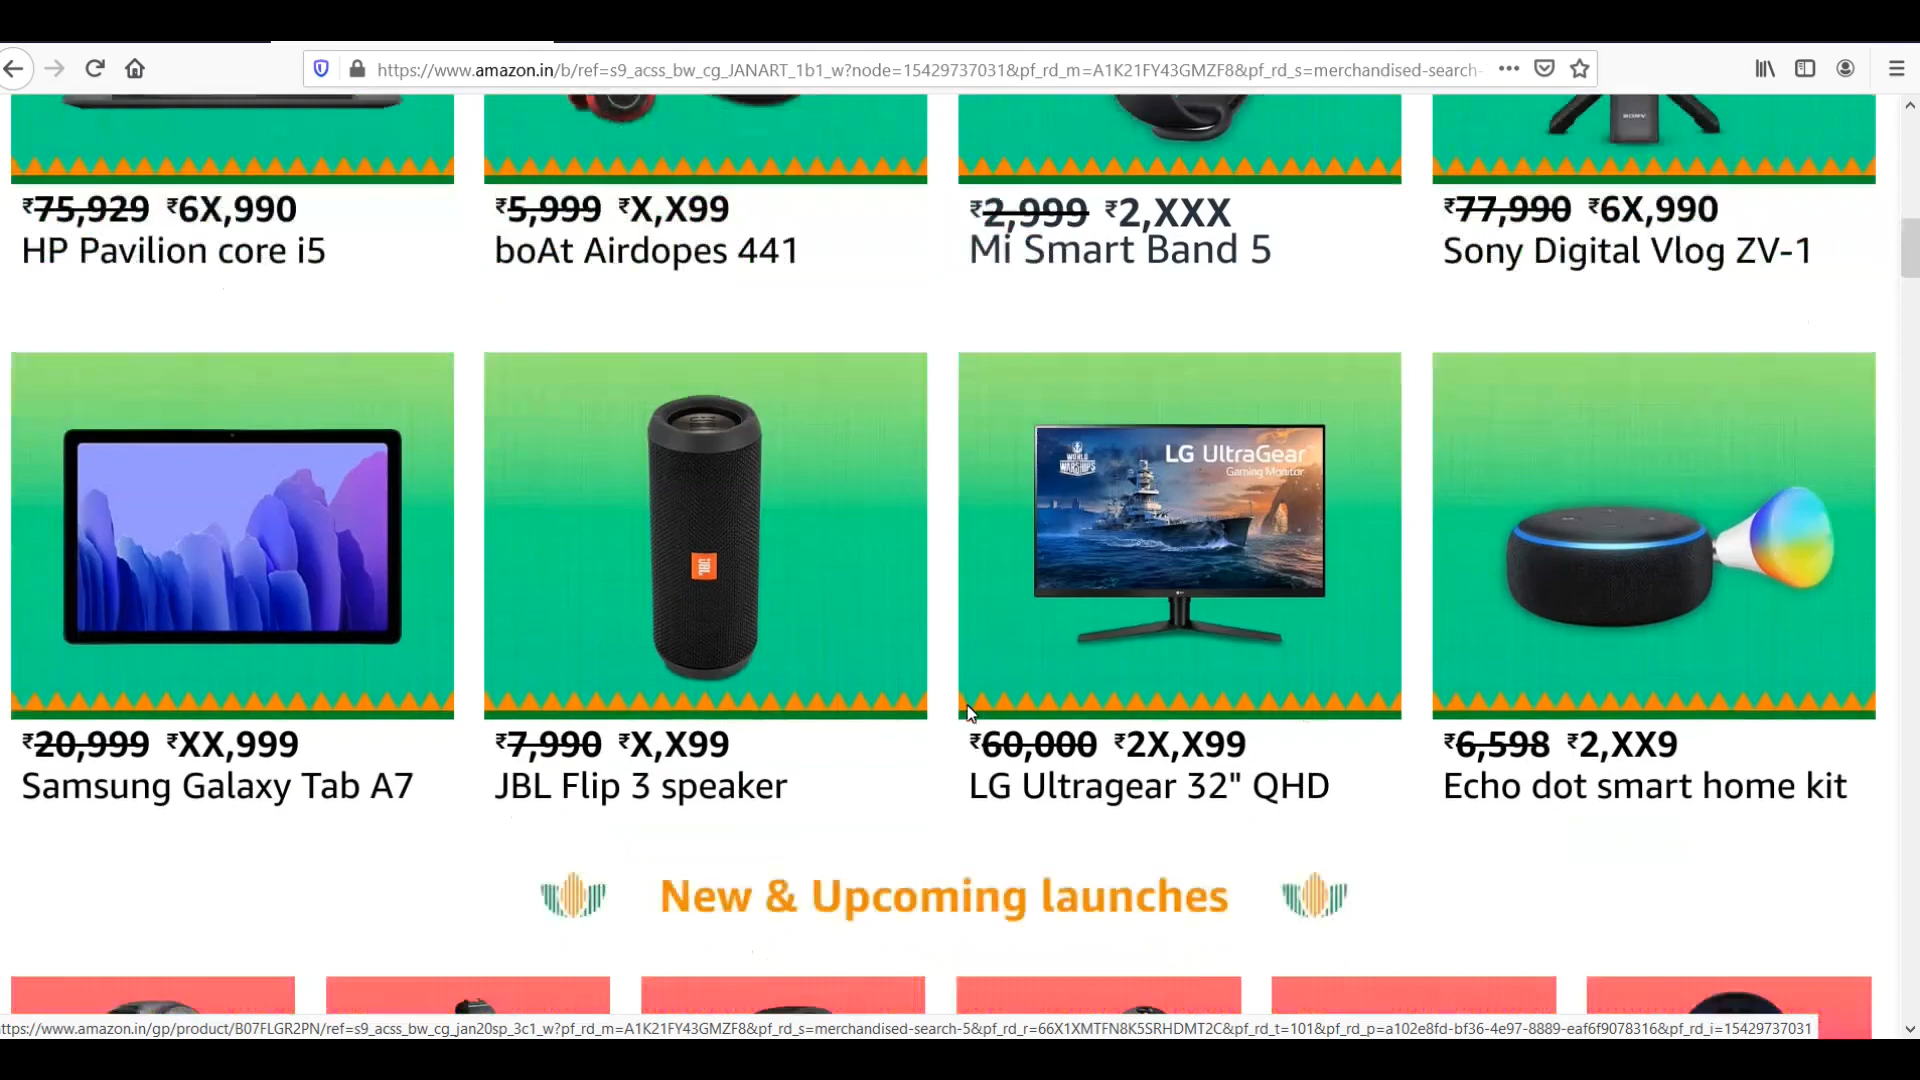 https://www.amazon.in/b/ref=s9_acss_bw_cg_JANART_1b1_w?node=15429737031&pf_rd_m=A1K21FY43GMZF8&pf_rd_s=merchandised-search-
SONY
₹75,929 ₹6X,990
HP Pavilion core i5
₹5,999 ₹X,X99
boAt Airdopes 441
₹2,999 ₹2,XXX
Mi Smart Band 5
₹77,990 ₹6X,990
Sony Digital Vlog ZV-1
JBL
WORLD
WARSHIPS
LG UltraGear
Gaming Monitor
₹20,999 ₹XX,999
Samsung Galaxy Tab A7
₹7,990 ₹X,X99
JBL Flip 3 speaker
₹60,000 ₹2X,X99
LG Ultragear 32" QHD
₹6,598 ₹2,XX9
Echo dot smart home kit
New & Upcoming launches
ttps://www.amazon.in/gp/product/B07FLGR2PN/ref=s9_acss_bw_cg_jan20sp_3c1_w?pf_rd_m=A1K21FY43GMZF8&pf_rd_s=merchandised-search-5&pf_rd_r=66X1XMTFN8K5SRHDMT2C&pf_rd_t=101&pf_rd_p=a102e8fd-bf36-4e97-8889-eaf6f9078316&pf_rd_i=15429737031